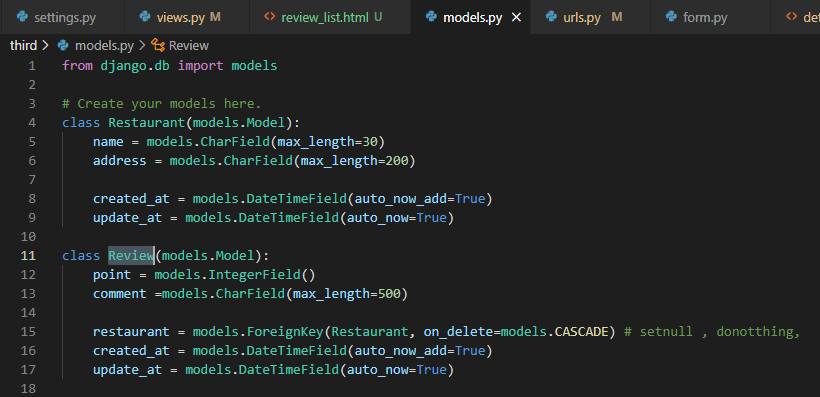 settings.py views.py M review_list.html U models.py × urls.py M form.py det
third > models.py > Review
1 from django.db import models
2
3 # Create your models here.
4 class Restaurant(models.Model):
5 name = models.CharField(max_length=30)
6 address = models.CharField(max_length=200)
7
8 created_at = models.DateTimeField(auto_now_add=True)
9 update_at = models.DateTimeField(auto_now=True)
10
11 class Review(models.Model):
12 point = models.IntegerField()
13 comment =models.CharField(max_length=500)
14
15 restaurant = models.ForeignKey(Restaurant, on_delete=models.CASCADE) # setnull , donotthing,
16 created_at = models.DateTimeField(auto_now_add=True)
17 update_at = models.DateTimeField(auto_now=True)
18